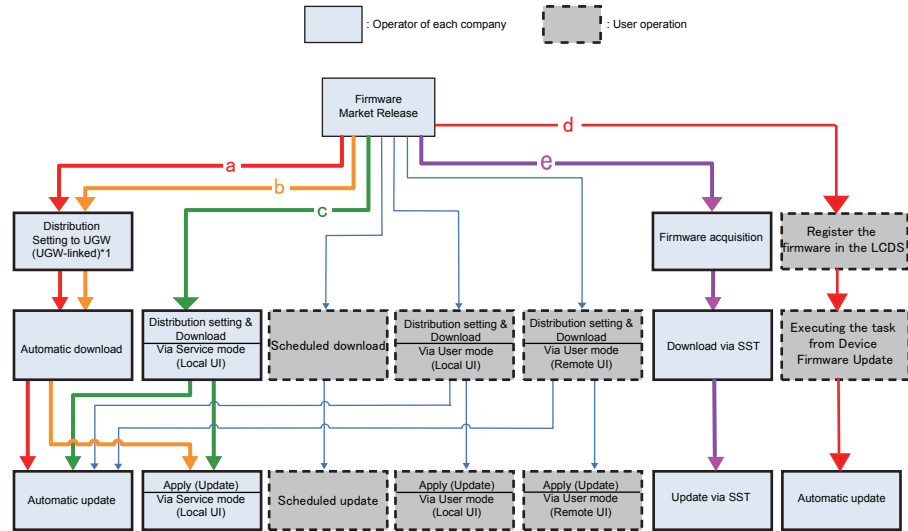 : Operator of each company
: User operation
Firmware
Market Release
a
b
c
d
e
Distribution
Setting to UGW
(UGW-linked)*1
Firmware acquisition
Register the
firmware in the LCDS
Automatic download
Distribution setting &
Download
Via Service mode
(Local UI)
Scheduled download
Distribution setting &
Download
Via User mode
(Local UI)
Distribution setting &
Download
Via User mode
(Remote UI)
Download via SST
Executing the task
from Device
Firmware Update
Automatic update
Apply (Update)
Via Service mode
(Local UI)
Scheduled update
Apply (Update)
Via User mode
(Local UI)
Apply (Update)
Via User mode
(Remote UI)
Update via SST
Automatic update